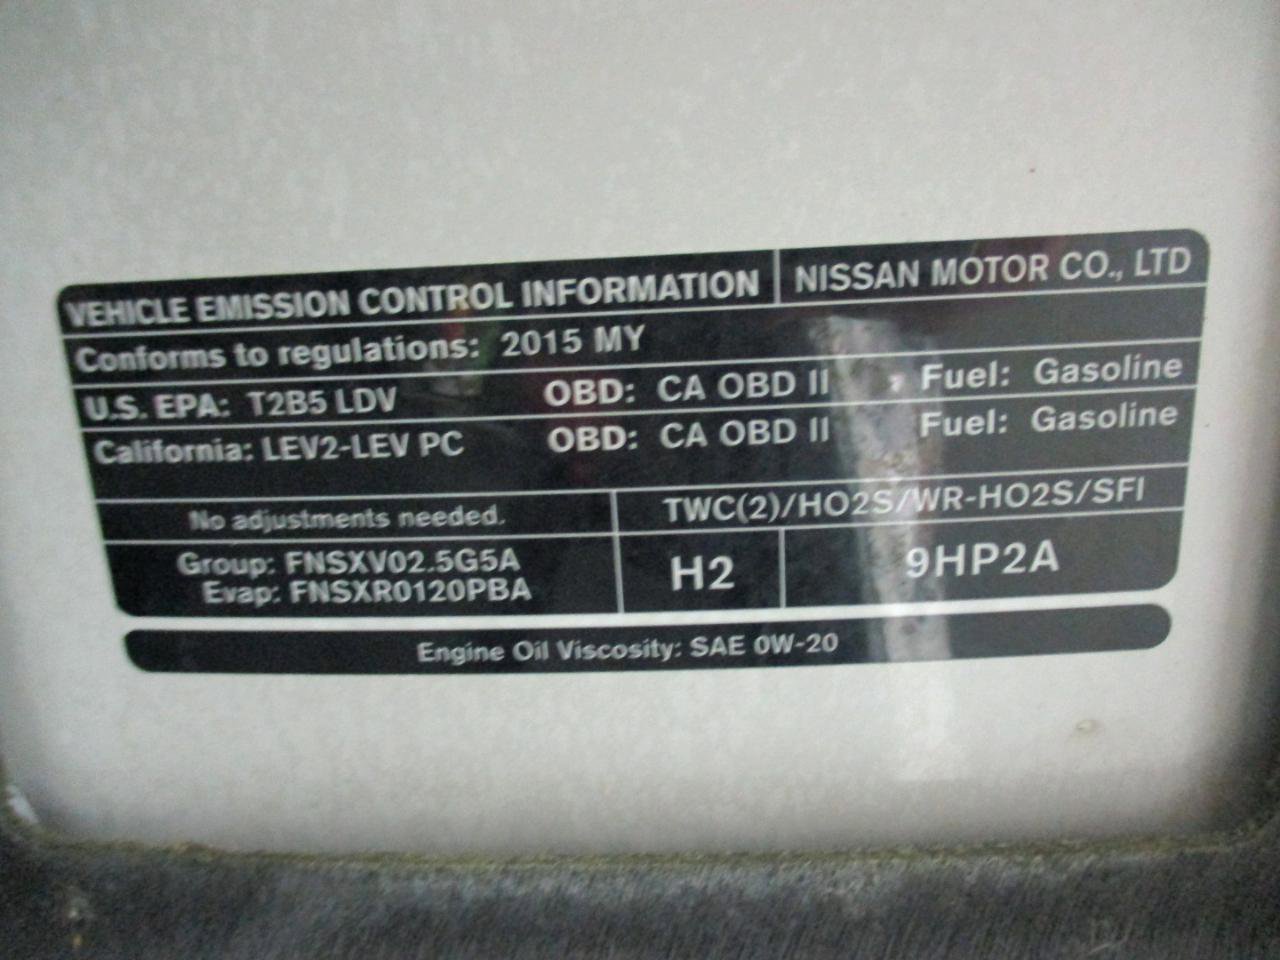 VEHICLE EMISSION CONTROL INFORMATION NISSAN MOTOR CO., LTD
Conforms to regulations: 2015 MY
U.S. EPA: T2B5 LDV OBD: CA OBD II Fuel: Gasoline
California: LEV2-LEV PC OBD: CA OBD II Fuel: Gasoline
No adjustments needed. TWC(2)/HO2S/WR-HO2S/SFI
Group: FNSXV02.5G5A
Evap: FNSXR0120PBA
H2 9HP2A
Engine Oil Viscosity: SAE 0W-20